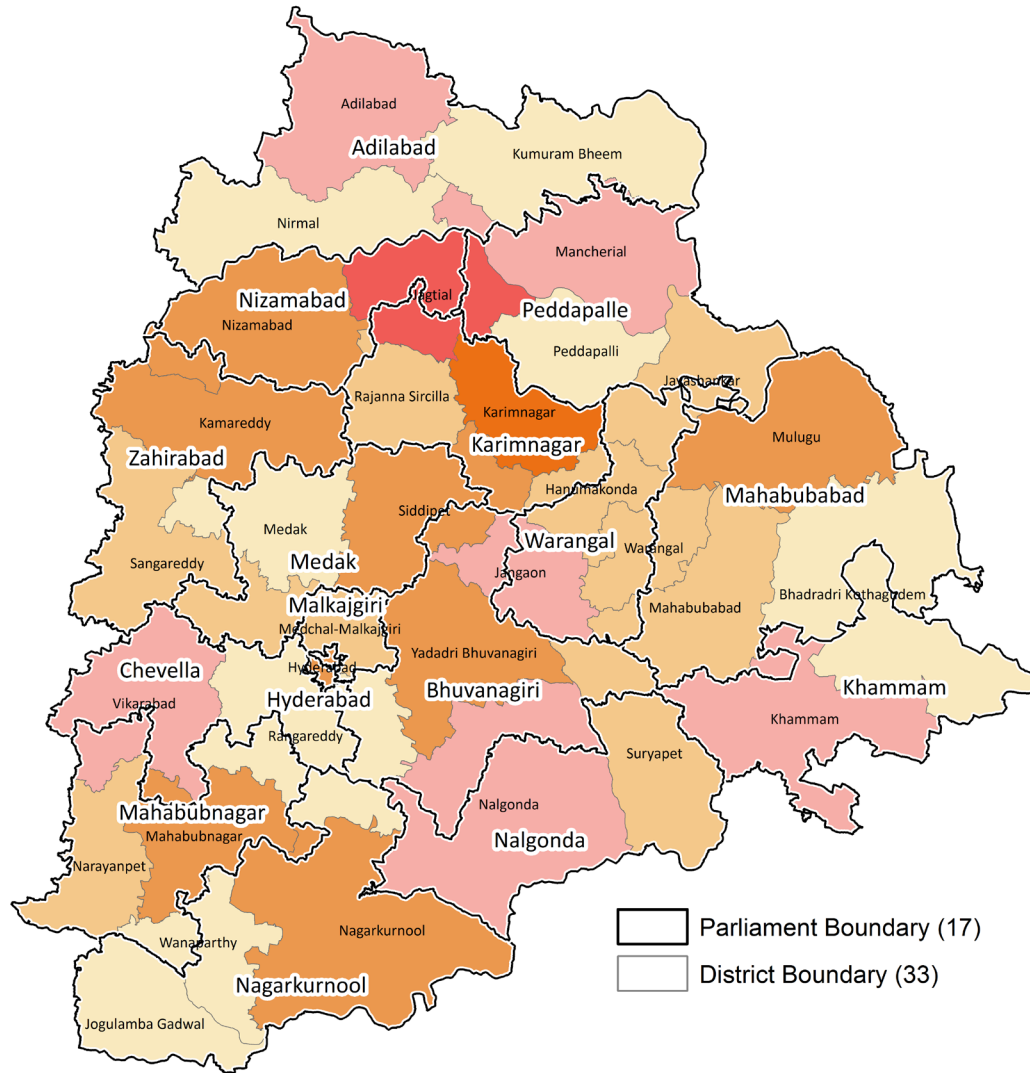 Adilabad
Adilabad
Kumuram Bheem
Nirmal
Mancherial
Nizamabad
Nizamabad
Jagtial
Peddapalle
Peddapalli
Jayashankar
Rajanna Sircilla
Karimnagar
Karimnagar
Kamareddy
Mulugu
Zahirabad
Hanumakonda
Mahabubabad
Siddipet
Medak
Medak
Warangal
Warangal
Sangareddy
Jangaon
Bhadradri Kothagudem
Malkajgiri
Mahabubabad
Medchal-Malkajgiri
Yadadri Bhuvanagiri
Hyderabad
Chevella
Bhuvanagiri
Khammam
Hyderabad
Vikarabad
Khammam
Rangareddy
Suryapet
Nalgonda
Mahabubnagar
Mahabubnagar
Nalgonda
Narayanpet
Nagarkurnool
Wanaparthy
Nagarkurnool
Jogulamba Gadwal
Parliament Boundary (17)
District Boundary (33)